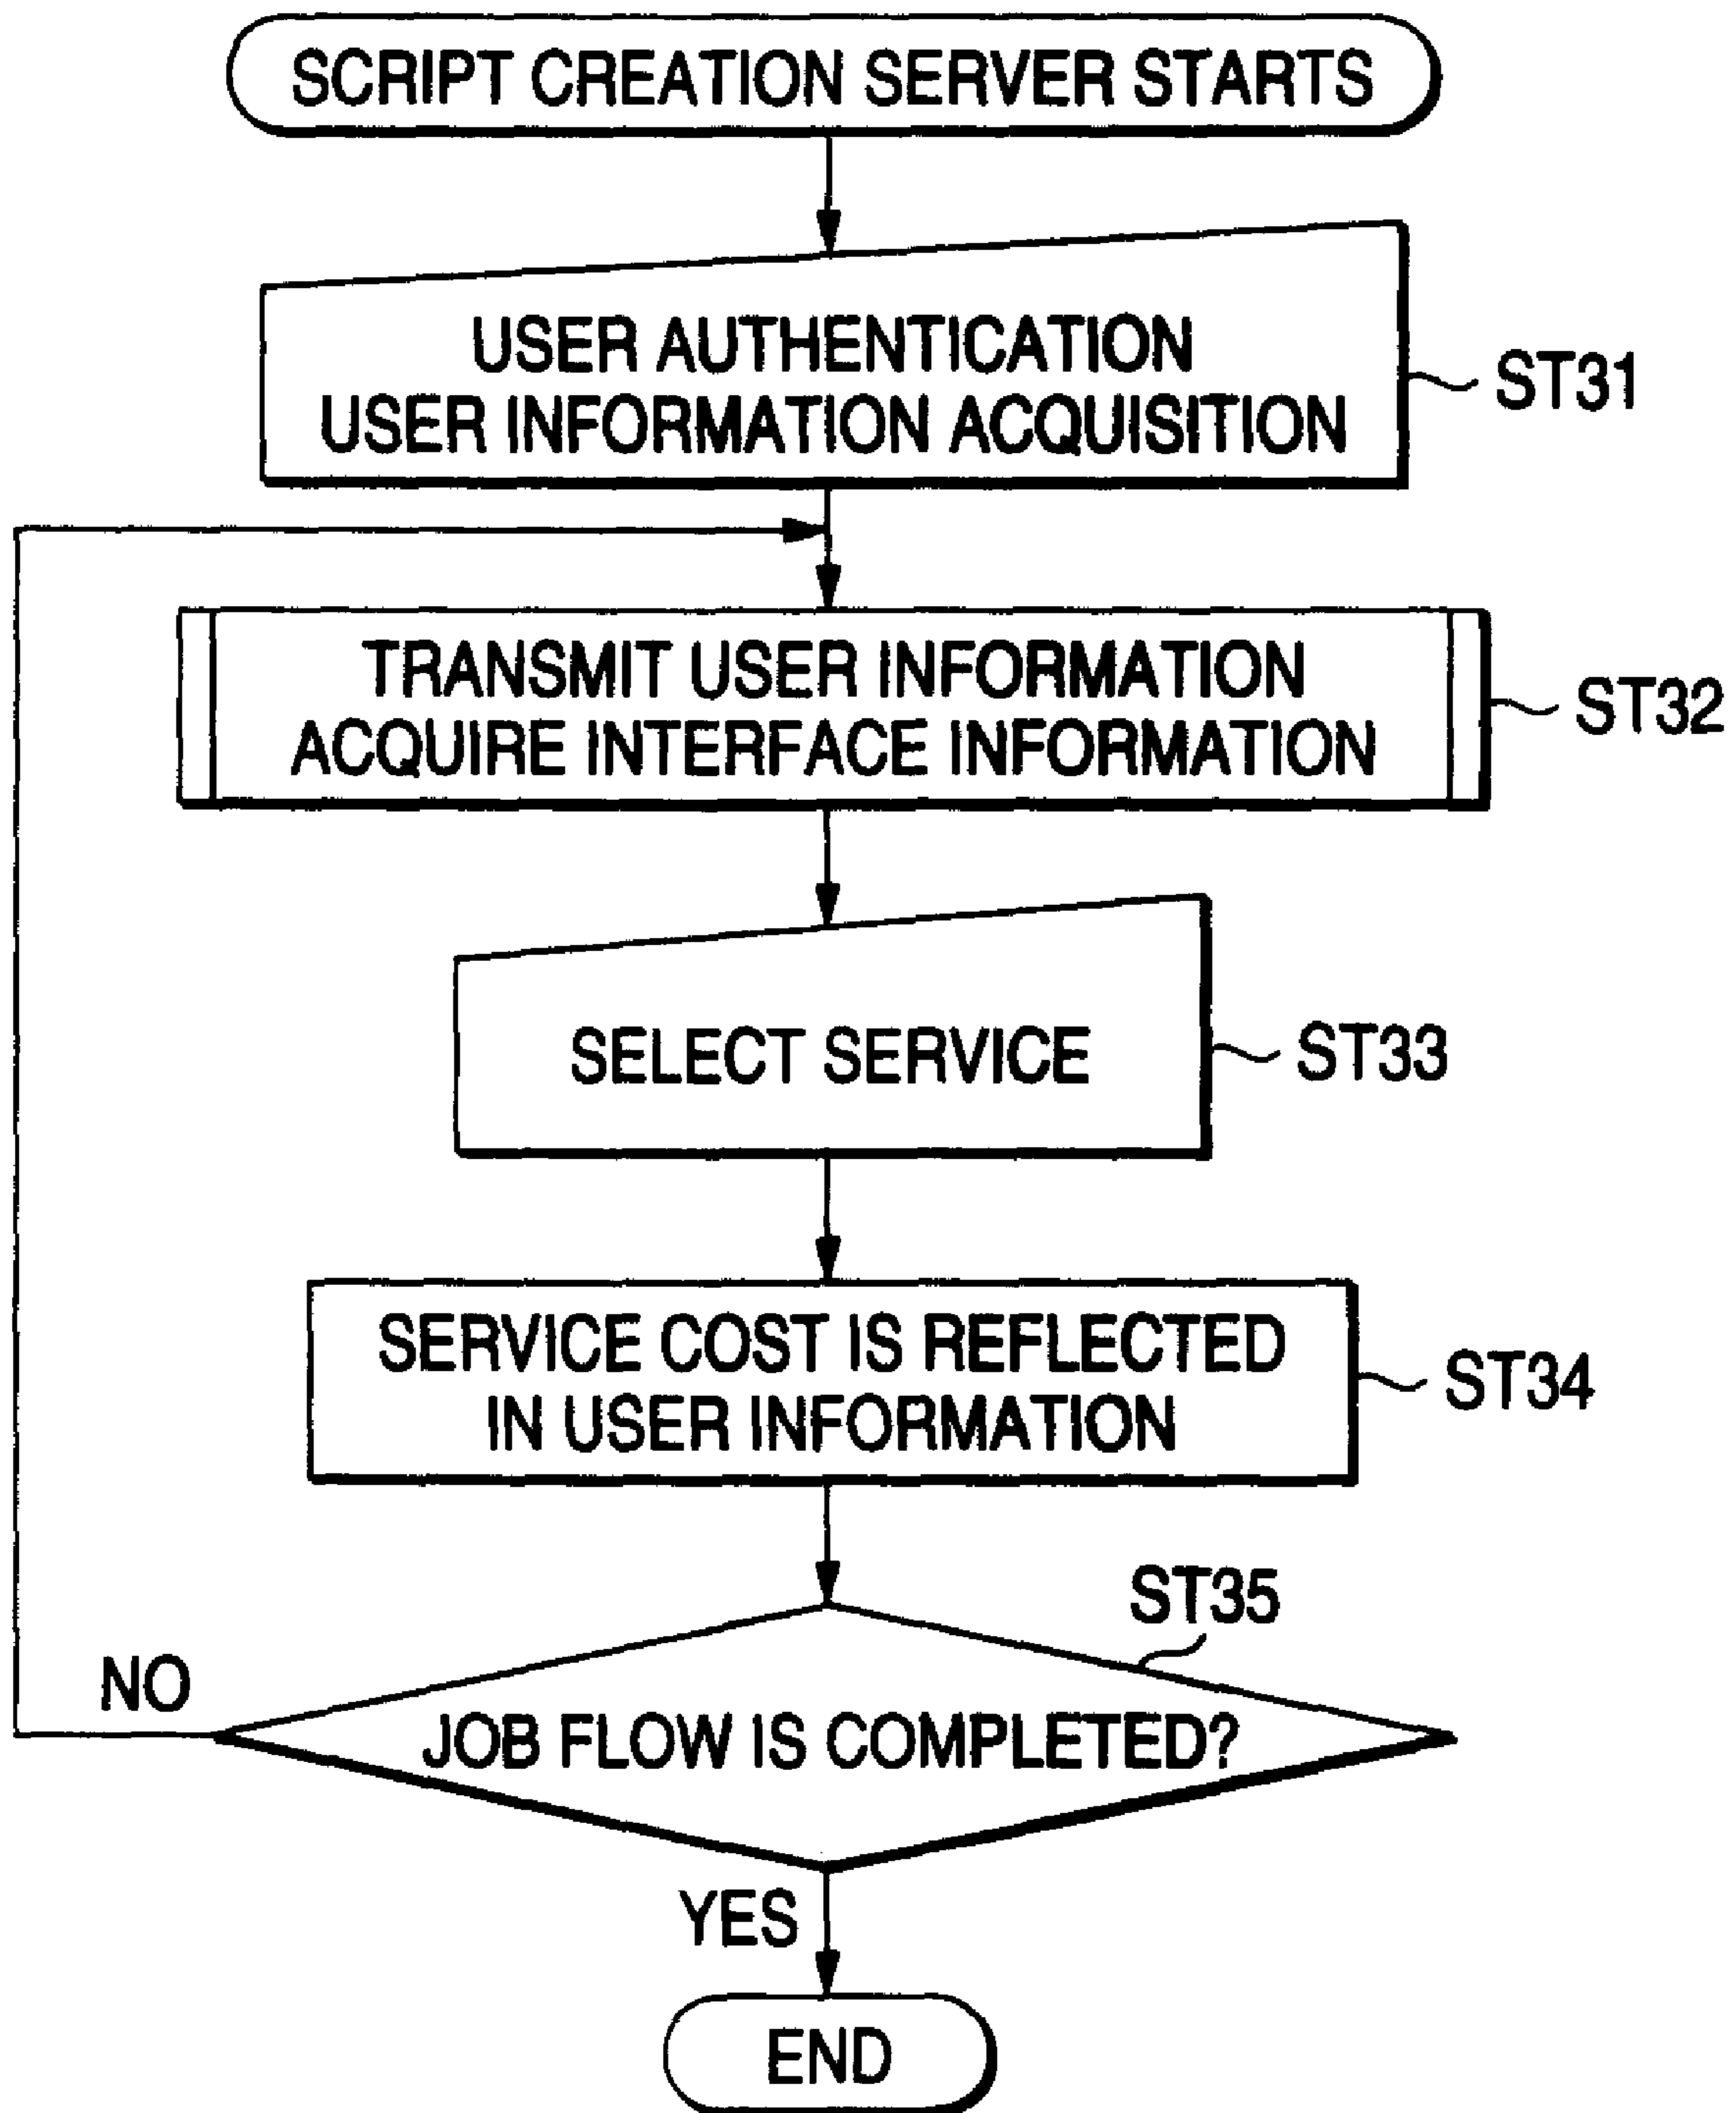 SCRIPT CREATION SERVER STARTS
USER AUTHENTICATION
USER INFORMATION ACQUISITION
ST31
TRANSMIT USER INFORMATION
ACQUIRE INTERFACE INFORMATION
ST32
SELECT SERVICE
ST33
SERVICE COST IS REFLECTED
IN USER INFORMATION
ST34
ST35
NO
JOB FLOW IS COMPLETED?
YES
END